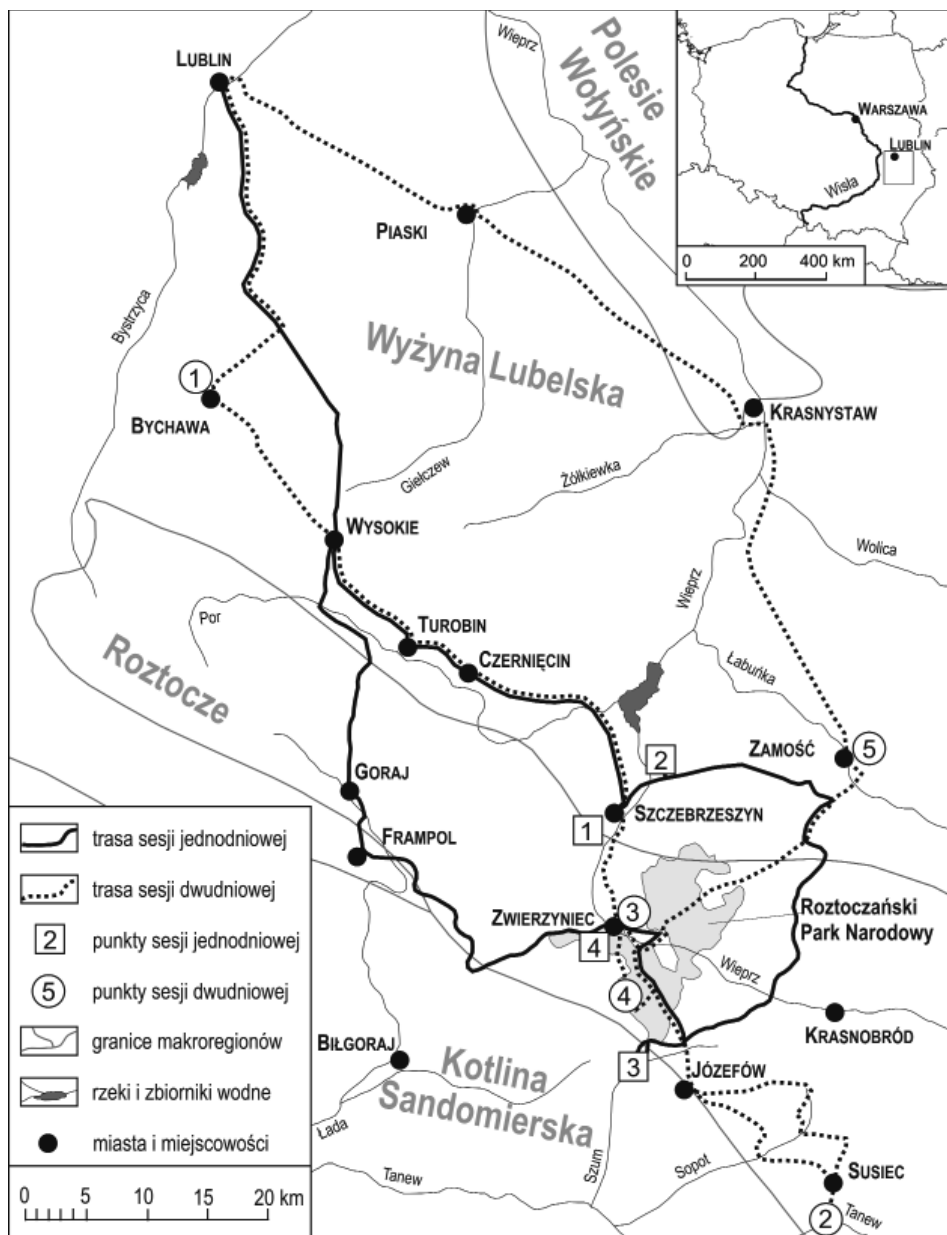 LUBLIN
Wieprz
Polesie
Wołyńskie
WARSZAWA
LUBLIN
Wisła
0 200 400 km
PIASKI
Bystrzyca
Wyżyna Lubelska
1
BYCHAWA
KRASNYSTAW
Giełczew
Żółkiewka
WYSOKIE
Wolica
Wieprz
Por
TUROBIN
CZERNIĘCIN
Roztocze
Łabuńka
ZAMOŚĆ
5
2
GORAJ
SZCZEBRZESZYN
1
FRAMPOL
ZWIERZYNIEC
3
4
Roztoczański
Park Narodowy
Wieprz
4
KRASNOBRÓD
BIŁGORAJ
Kotlina
Sandomierska
3
JÓZEFÓW
Łada
Szum
Sopot
Tanew
SUSIEC
2
Tanew
trasa sesji jednodniowej
trasa sesji dwudniowej
2 punkty sesji jednodniowej
5 punkty sesji dwudniowej
granice makroregionów
rzeki i zbiorniki wodne
miasta i miejscowości
0 5 10 20 km